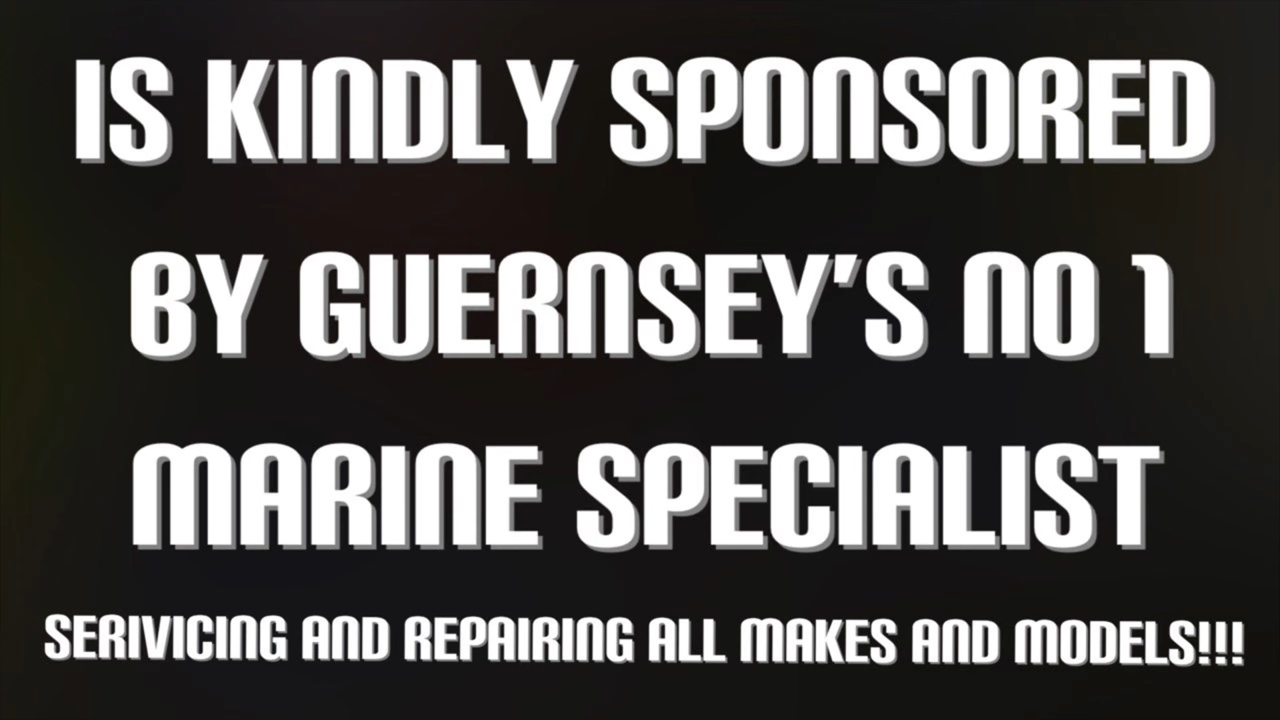 IS KINDLY SPONSORED
BY GUERNSEY'S NO 1
MARINE SPECIALIST
SERIVICING AND REPAIRING ALL MAKES AND MODELS!!!